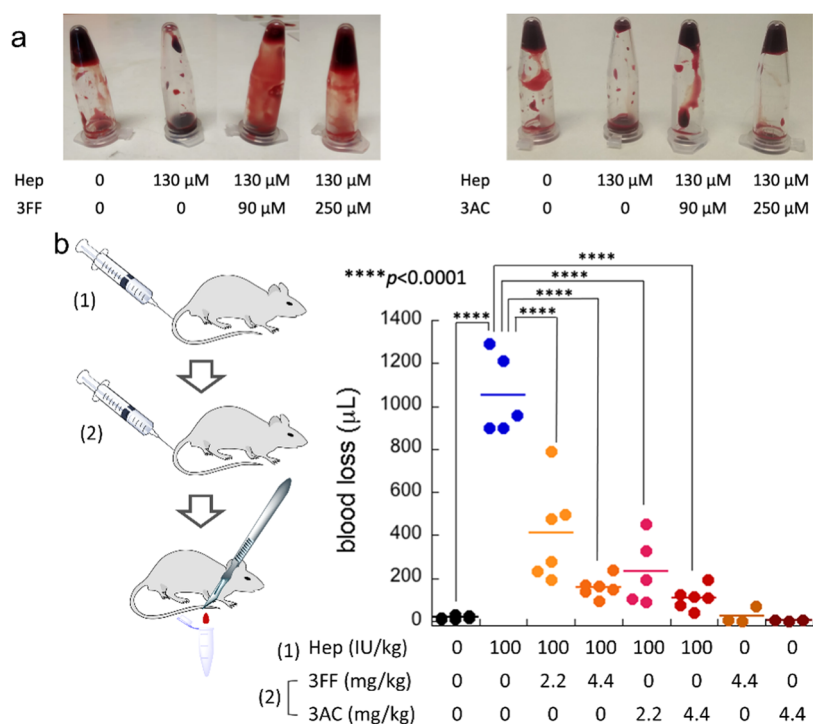 a
Hep 0 130 µM 130 µM 130 µM
3FF 0 0 90 µM 250 µM
Hep 0 130 µM 130 µM 130 µM
3AC 0 0 90 µM 250 µM
b
(1)
(2)
****p<0.0001
****
****
****
**** ****
blood loss (µL)
1400
1200
1000
800
600
400
200
0
(1) Hep (IU/kg) 0 100 100 100 100 100 0 0
(2) 3FF (mg/kg) 0 0 2.2 4.4 0 0 4.4 0
3AC (mg/kg) 0 0 0 0 2.2 4.4 0 4.4